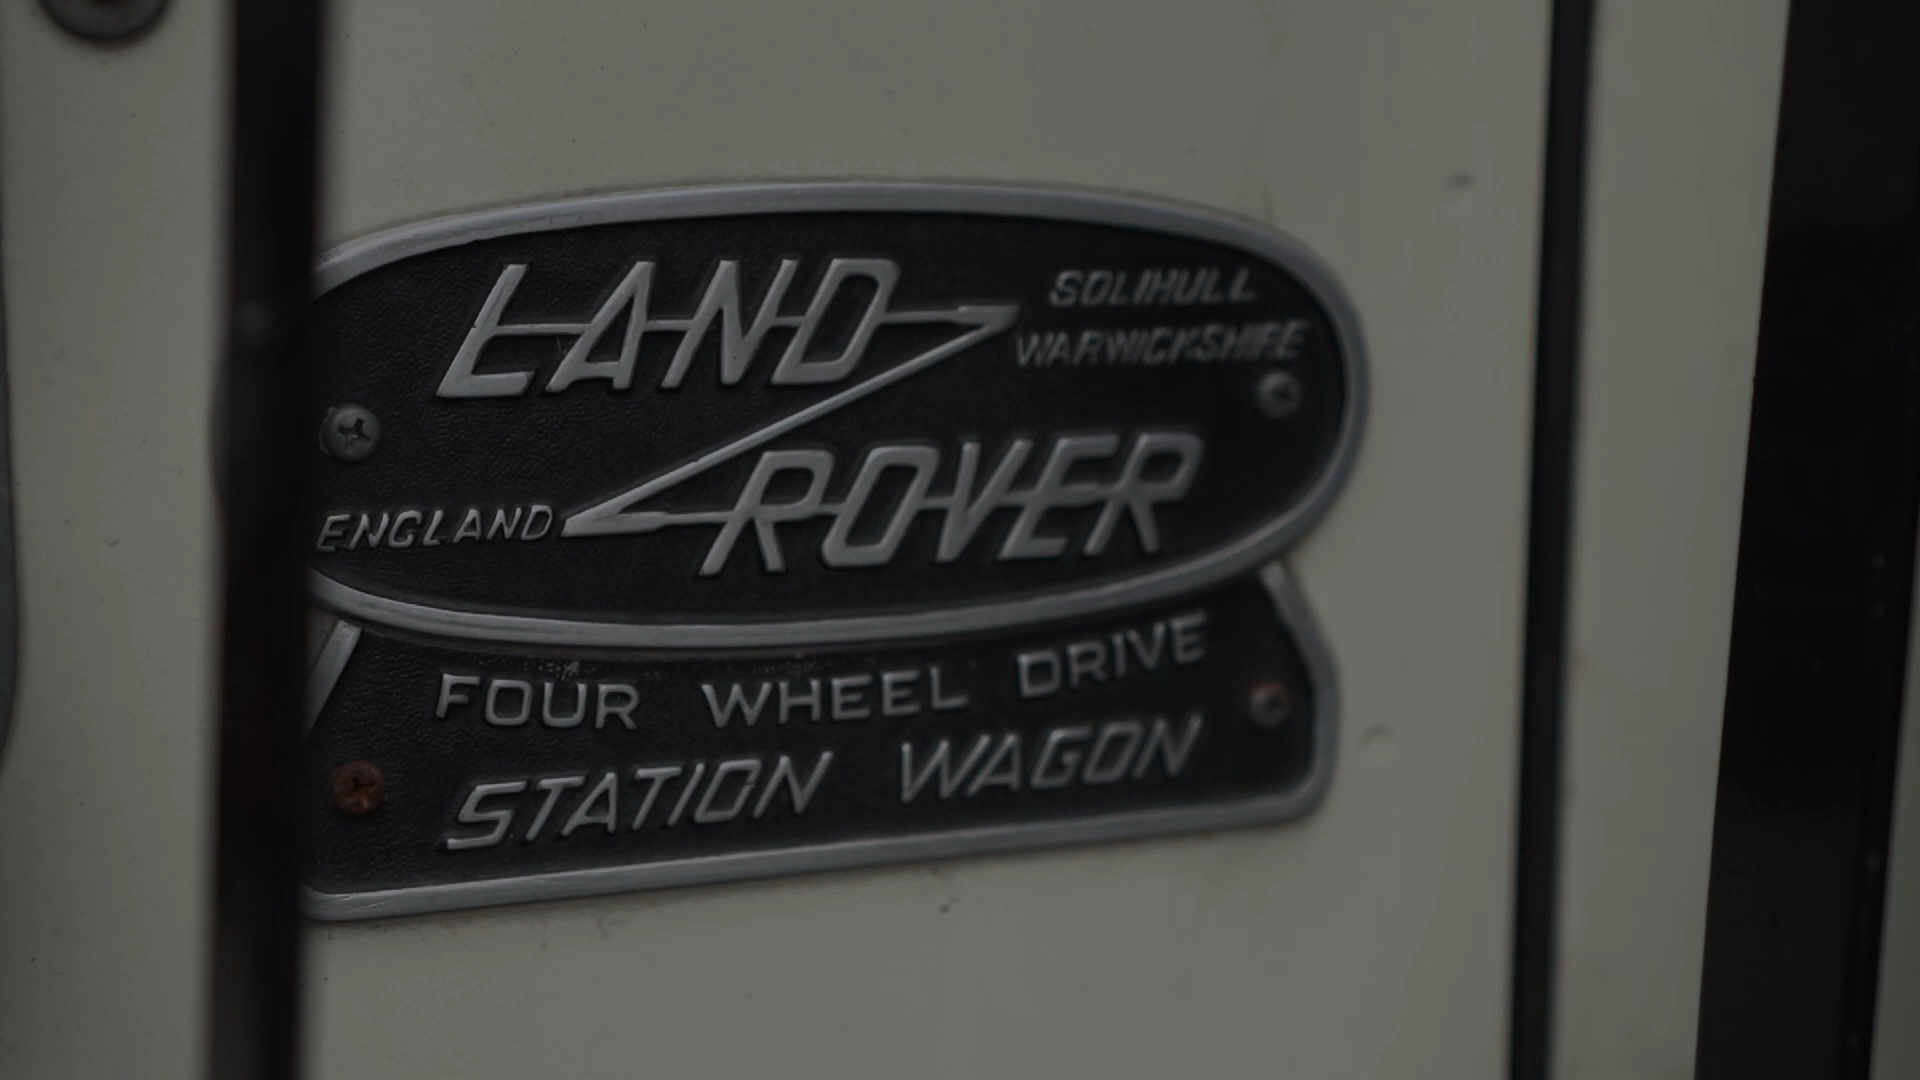 LAND
SOLIHULL
WARWICKSHIRE
ROVER
ENGLAND
FOUR WHEEL DRIVE
STATION WAGON